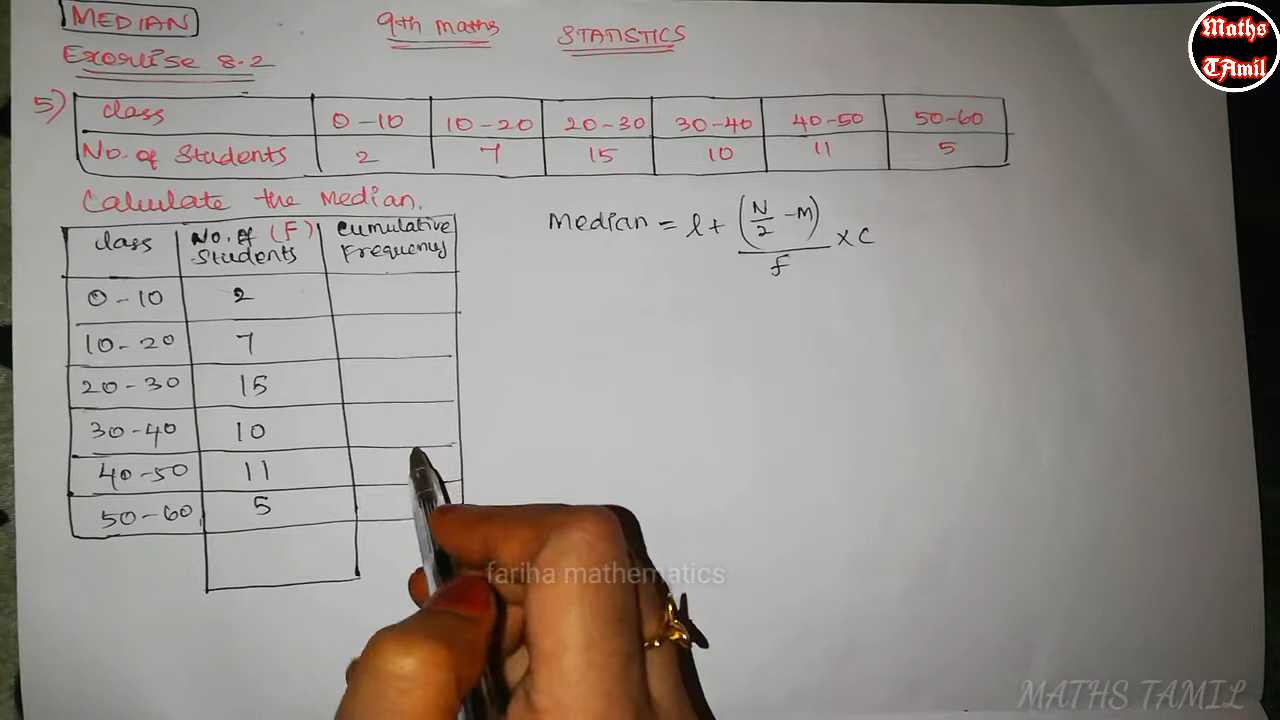 MEDIAN
9th maths
STATISTICS
Maths
TAmil
Exercise 8.2
5)
class 0-10 10-20 20-30 30-40 40-50 50-60
No. of Students 2 7 15 10 11 5
Calculate the Median.
class No. of (F) Students Cumulative Frequency
Median = l + (N/2 - M)/f × C
0-10 2
10-20 7
20-30 15
30-40 10
40-50 11
50-60 5
fariha mathematics
MATHS TAMIL